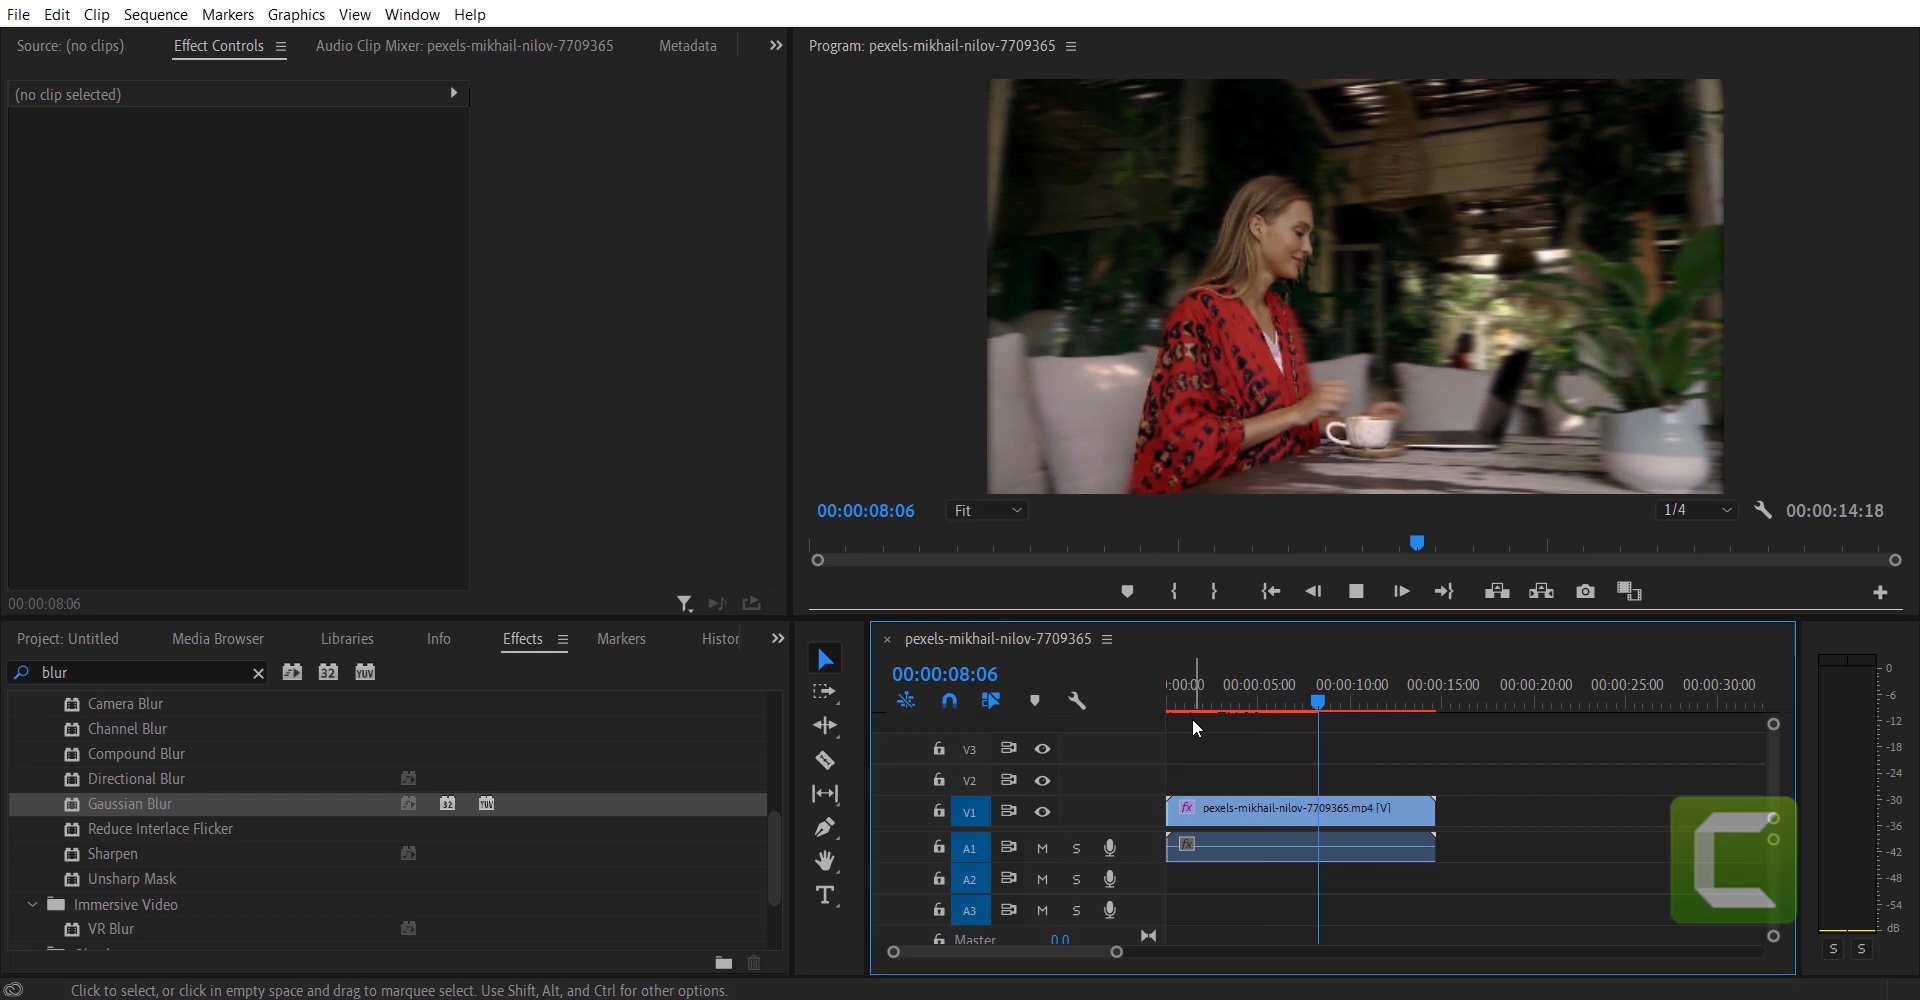 File Edit Clip Sequence Markers Graphics View Window Help
Source: (no clips) Effect Controls Audio Clip Mixer: pexels-mikhail-nilov-7709365 Metadata
Program: pexels-mikhail-nilov-7709365
(no clip selected)
00:00:08:06 Fit 1/4 00:00:14:18
00:00:08:06
Project: Untitled Media Browser Libraries Info Effects Markers Histor
pexels-mikhail-nilov-7709365
blur 32 YUV
00:00:08:06
:00:00 00:00:05:00 00:00:10:00 00:00:15:00 00:00:20:00 00:00:25:00 00:00:30:00
Camera Blur
Channel Blur
Compound Blur
Directional Blur
Gaussian Blur 32 YUV
Reduce Interlace Flicker
Sharpen
Unsharp Mask
Immersive Video
VR Blur
V3
V2
V1 fx pexels-mikhail-nilov-7709365.mp4 [V]
A1 M S fx
A2 M S
A3 M S
Master 0.0
T
C
0
-6
-12
-18
-24
-30
-36
-42
-48
-54
dB
S S
Click to select, or click in empty space and drag to marquee select. Use Shift, Alt, and Ctrl for other options.